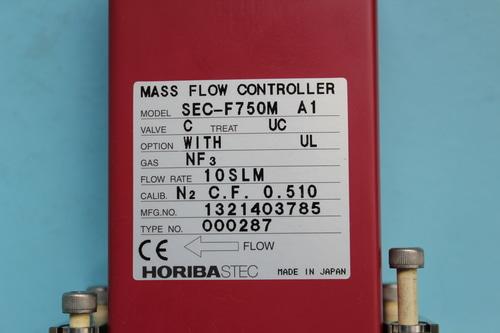 MASS FLOW CONTROLLER
MODEL SEC-F750M A1
VALVE C TREAT UC
OPTION WITH UL
GAS NF3
FLOW RATE 10SLM
CALIB. N2 C.F. 0.510
MFG.NO. 1321403785
TYPE NO. 000287
CE FLOW
HORIBASTEC MADE IN JAPAN